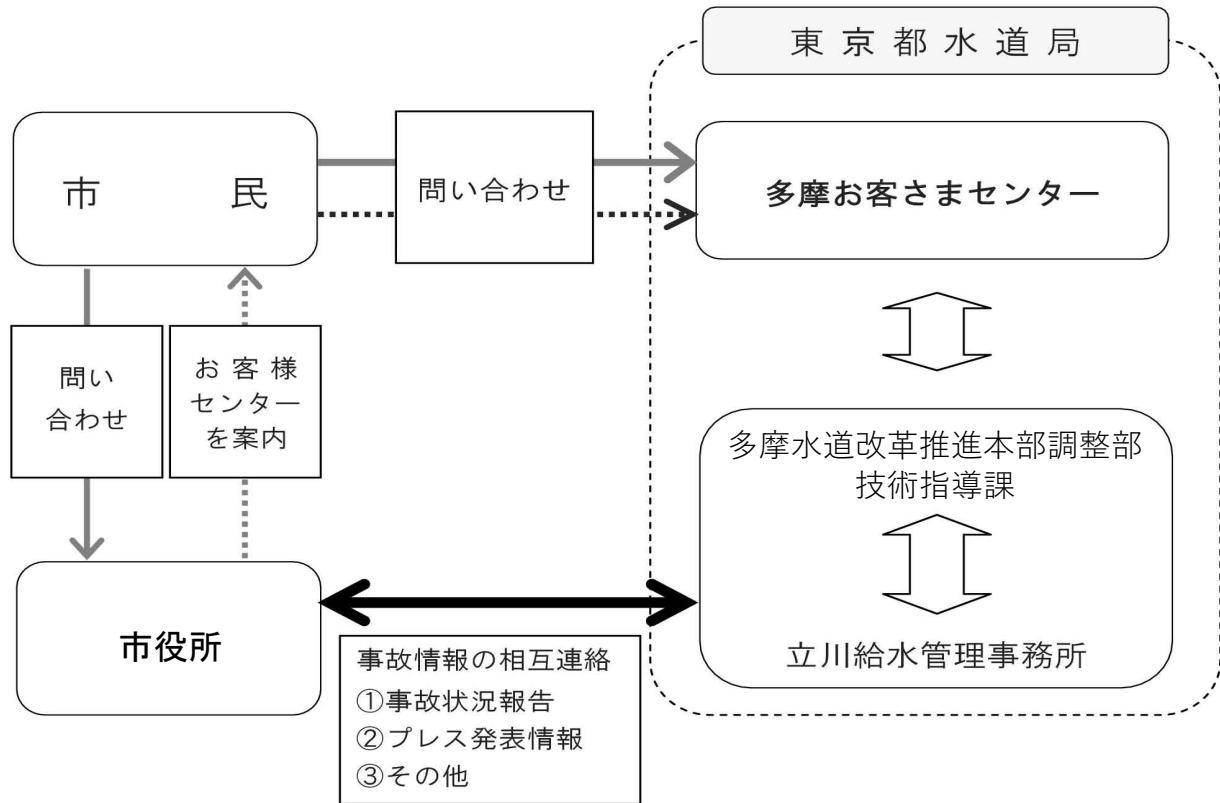 東京都水道局
市民
問い合わせ
多摩お客さまセンター
問い
合わせ
お客様
センター
を案内
多摩水道改革推進本部調整部
技術指導課
市役所
立川給水管理事務所
事故情報の相互連絡
①事故状況報告
②プレス発表情報
③その他